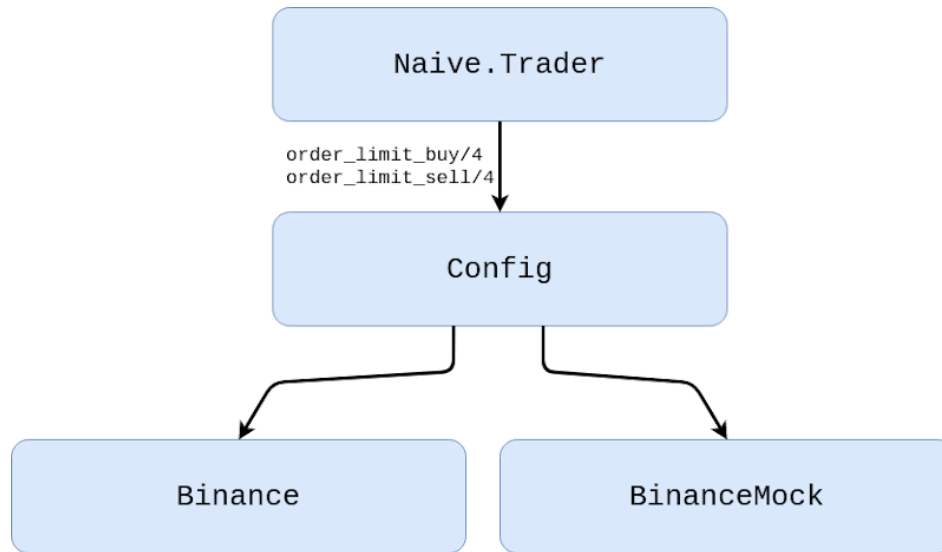 Naive.Trader
order_limit_buy/4
order_limit_sell/4
Config
Binance
BinanceMock